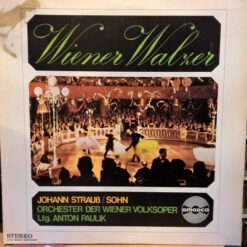 Wiener Walzer
JOHANN STRAUß / SOHN
ORCHESTER DER WIENER VOLKSOPER
Ltg. ANTON PAULIK
amadeo
STEREO